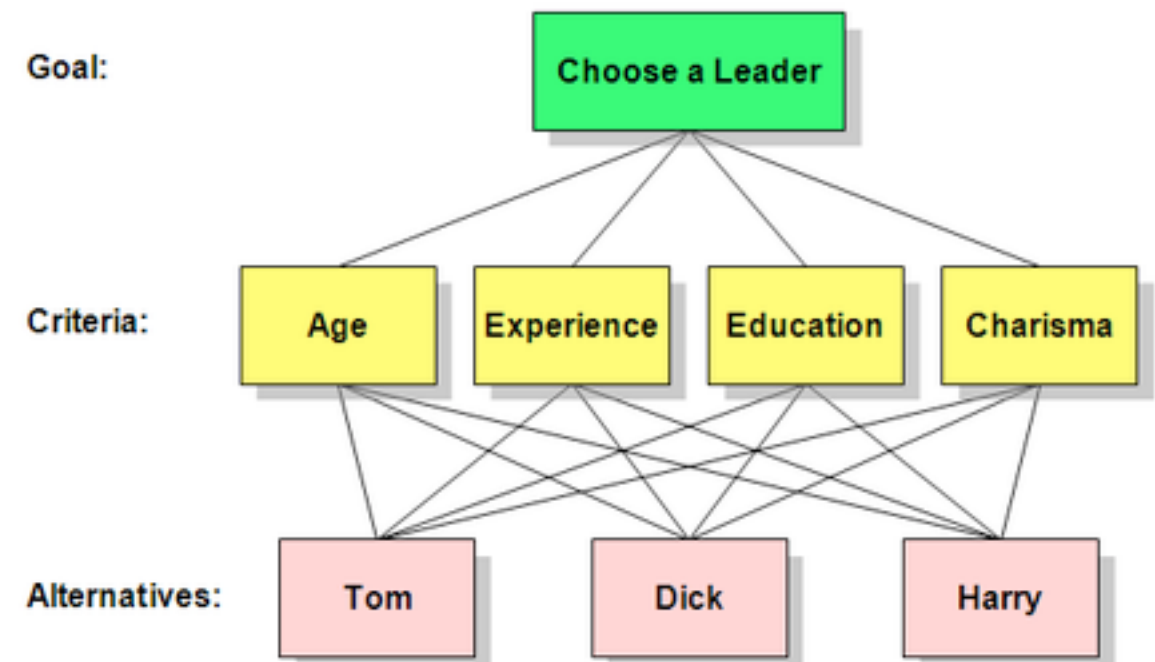 Goal:
Choose a Leader
Criteria:
Age
Experience
Education
Charisma
Alternatives:
Tom
Dick
Harry